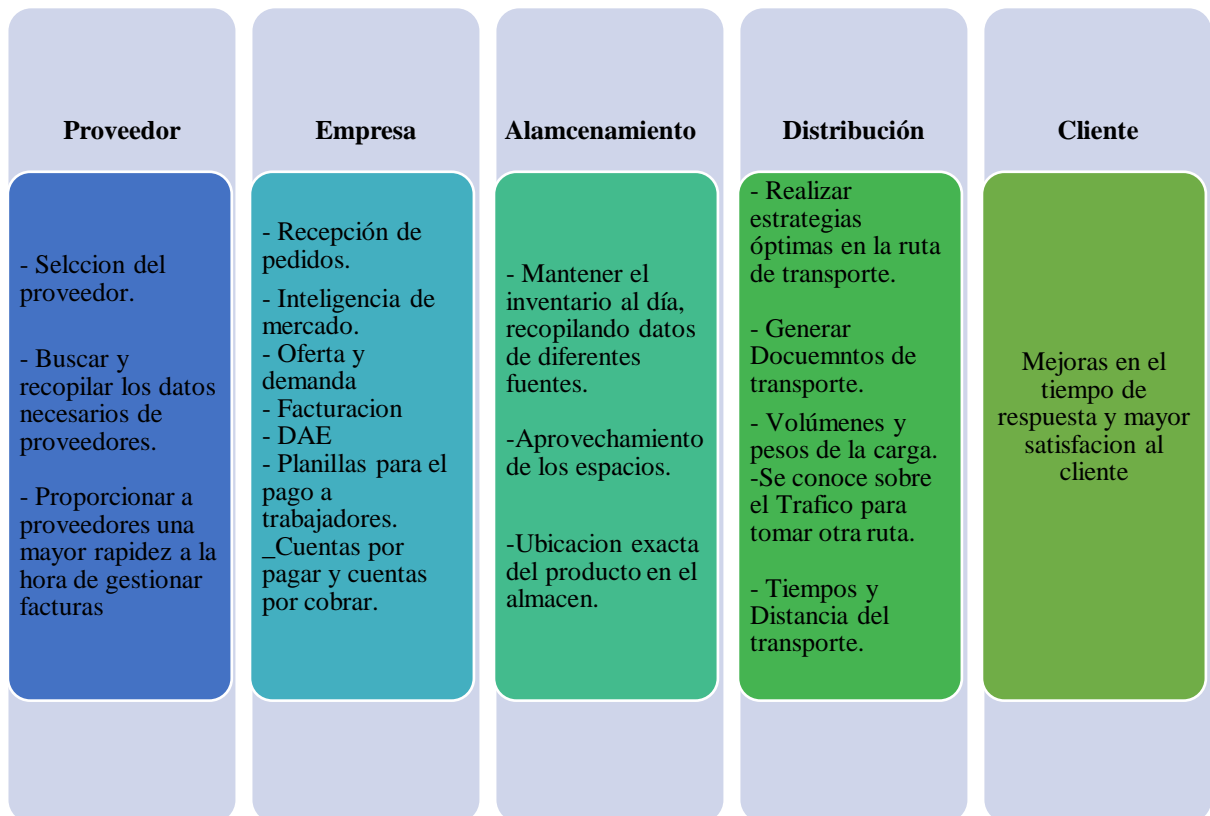 Proveedor
- Selccion del
proveedor.
- Buscar y
recopilar los datos
necesarios de
proveedores.
- Proporcionar a
proveedores una
mayor rapidez a la
hora de gestionar
facturas
Empresa
- Recepción de
pedidos.
- Inteligencia de
mercado.
- Oferta y
demanda
- Facturacion
- DAE
- Planillas para el
pago a
trabajadores.
_Cuentas por
pagar y cuentas
por cobrar.
Alamcenamiento
- Mantener el
inventario al día,
recopilando datos
de diferentes
fuentes.
-Aprovechamiento
de los espacios.
-Ubicacion exacta
del producto en el
almacen.
Distribución
- Realizar
estrategias
óptimas en la ruta
de transporte.
- Generar
Docuemntos de
transporte.
- Volúmenes y
pesos de la carga.
-Se conoce sobre
el Trafico para
tomar otra ruta.
- Tiempos y
Distancia del
transporte.
Cliente
Mejoras en el
tiempo de
respuesta y mayor
satisfacion al
cliente